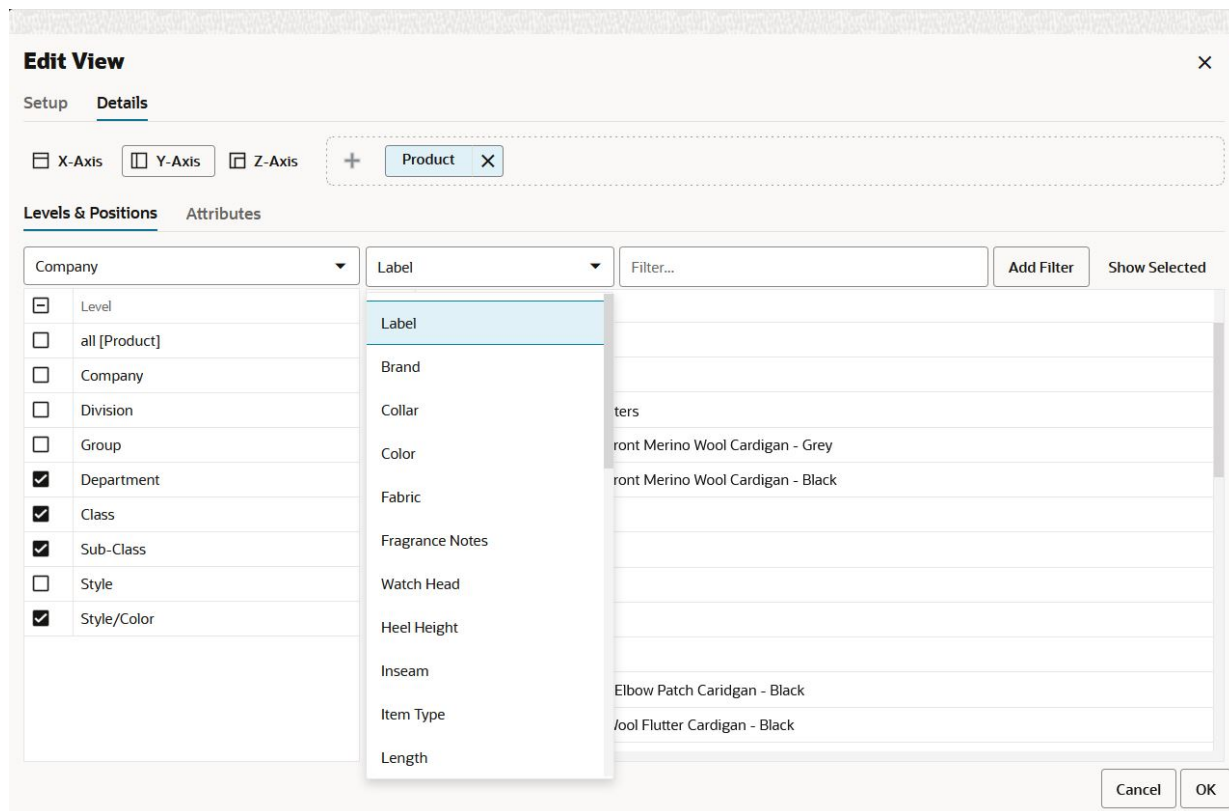 Edit View
Setup Details
X-Axis Y-Axis Z-Axis Product
Levels & Positions Attributes
Company Label Filter... Add Filter Show Selected
Level
Label
all [Product]
Brand
Company
Collar
Division
ters
Color
Group
ront Merino Wool Cardigan - Grey
Department
ront Merino Wool Cardigan - Black
Fabric
Class
Fragrance Notes
Sub-Class
Watch Head
Style
Heel Height
Style/Color
Inseam
Elbow Patch Caridgan - Black
Item Type
ool Flutter Cardigan - Black
Length
Cancel OK